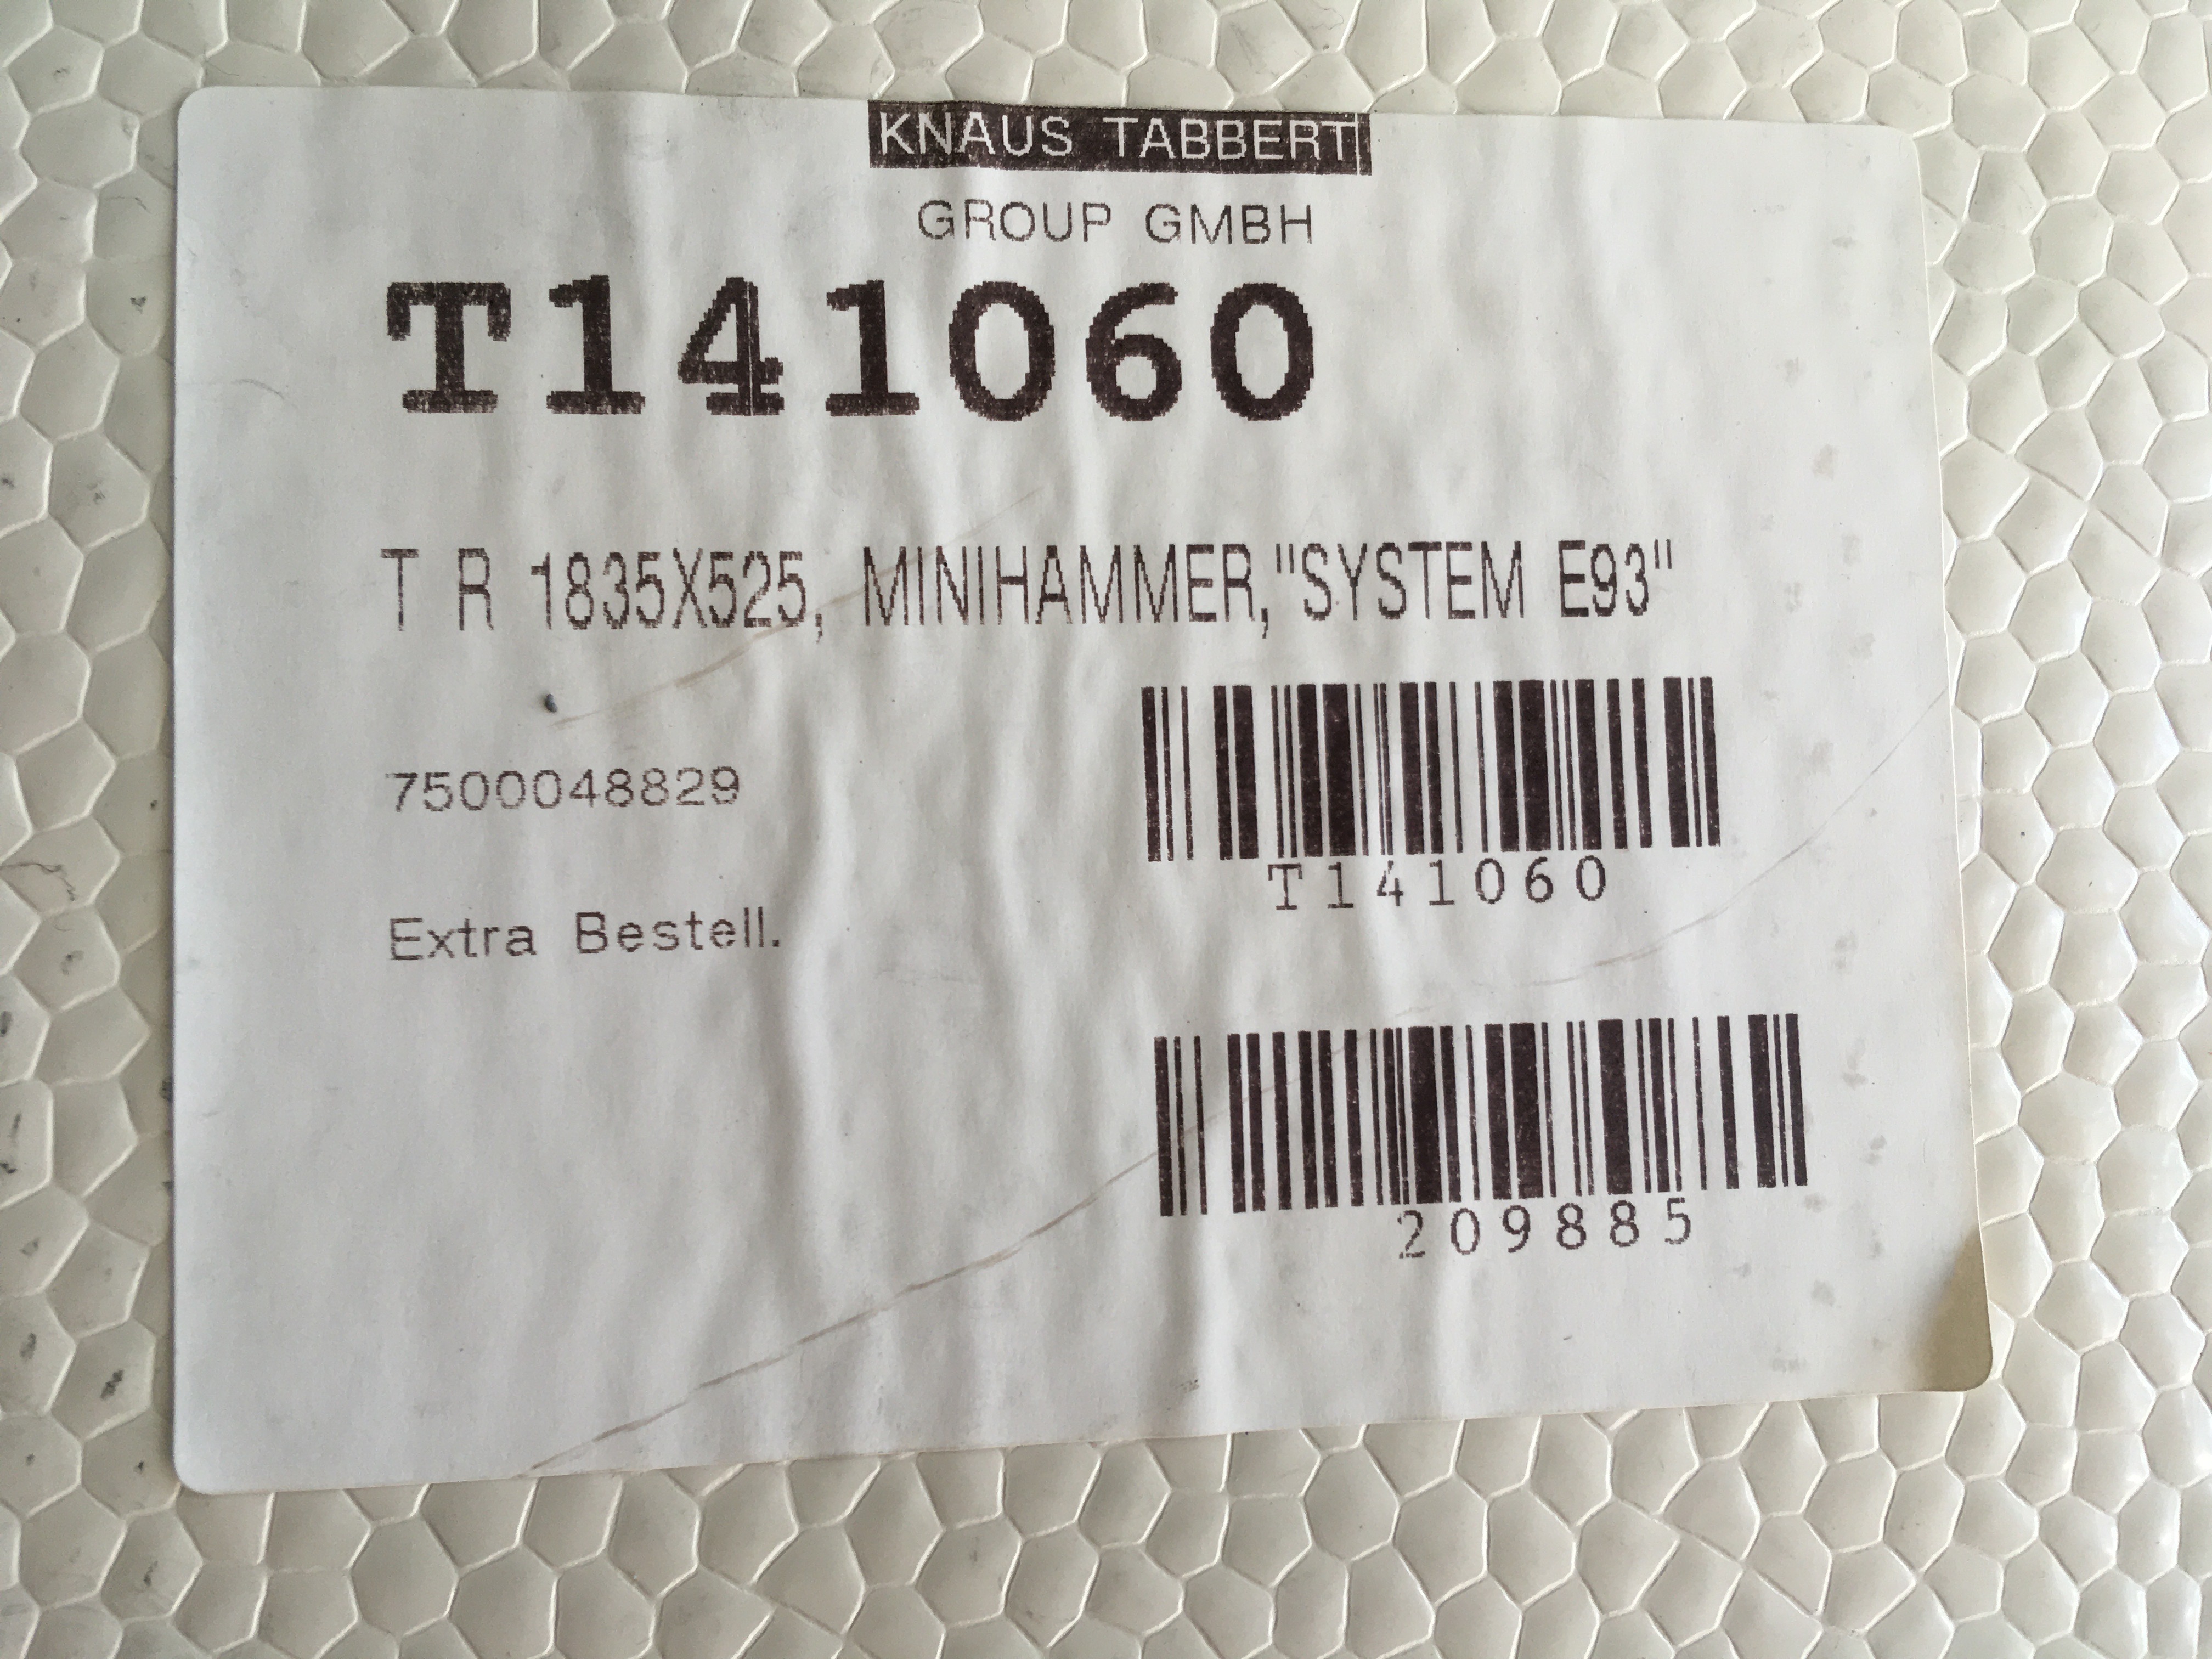 KNAUS TABBERT
GROUP GMBH
T141060
T R 1835X525, MINIHAMMER,"SYSTEM E93"
7500048829
T141060
Extra Bestell.
209885